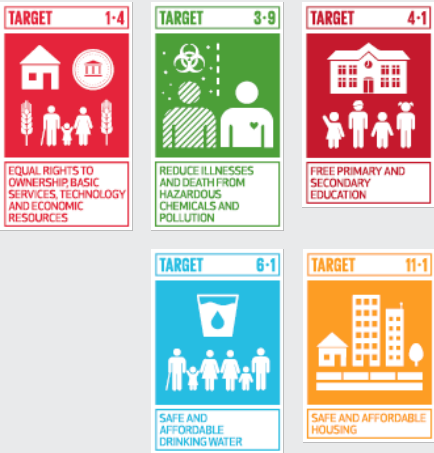 TARGET 1·4
EQUAL RIGHTS TO
OWNERSHIP, BASIC
SERVICES, TECHNOLOGY
AND ECONOMIC
RESOURCES
TARGET 3·9
REDUCE ILLNESSES
AND DEATH FROM
HAZARDOUS
CHEMICALS AND
POLLUTION
TARGET 4·1
FREE PRIMARY AND
SECONDARY
EDUCATION
TARGET 6·1
SAFE AND
AFFORDABLE
DRINKING WATER
TARGET 11·1
SAFE AND AFFORDABLE
HOUSING